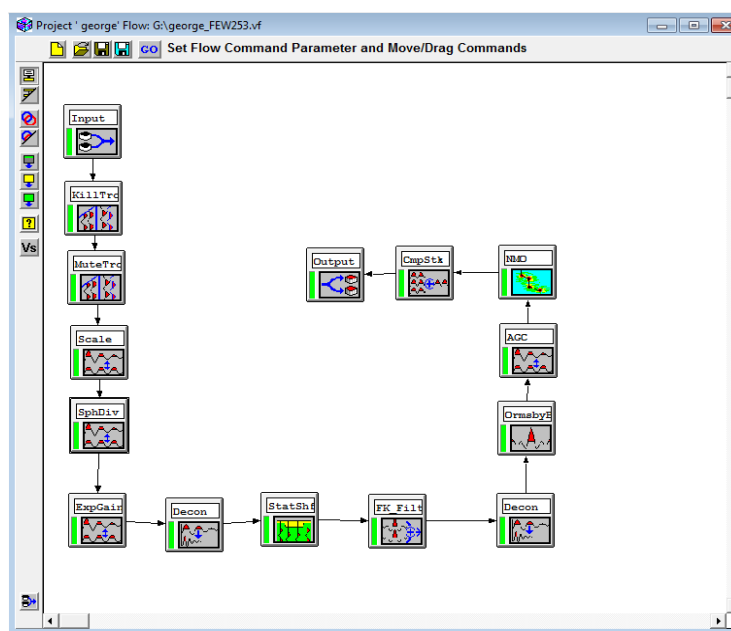 Project ' george' Flow: G:\george_FEW253.vf
GO Set Flow Command Parameter and Move/Drag Commands
Vs
Input
KillTrc
MuteTrc
Scale
SphDiv
ExpGain
Decon
StatShf
FK_Filt
Decon
OrmsbyB
AGC
NMO
CmpStk
Output